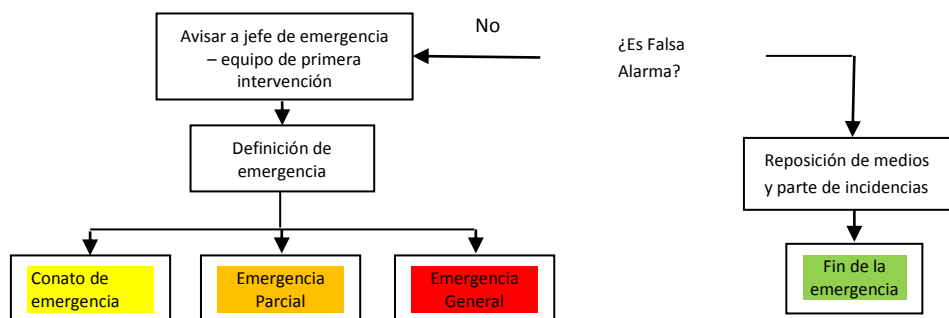 Avisar a jefe de emergencia
– equipo de primera
intervención
No
¿Es Falsa
Alarma?
Definición de
emergencia
Reposición de medios
y parte de incidencias
Conato de
emergencia
Emergencia
Parcial
Emergencia
General
Fin de la
emergencia